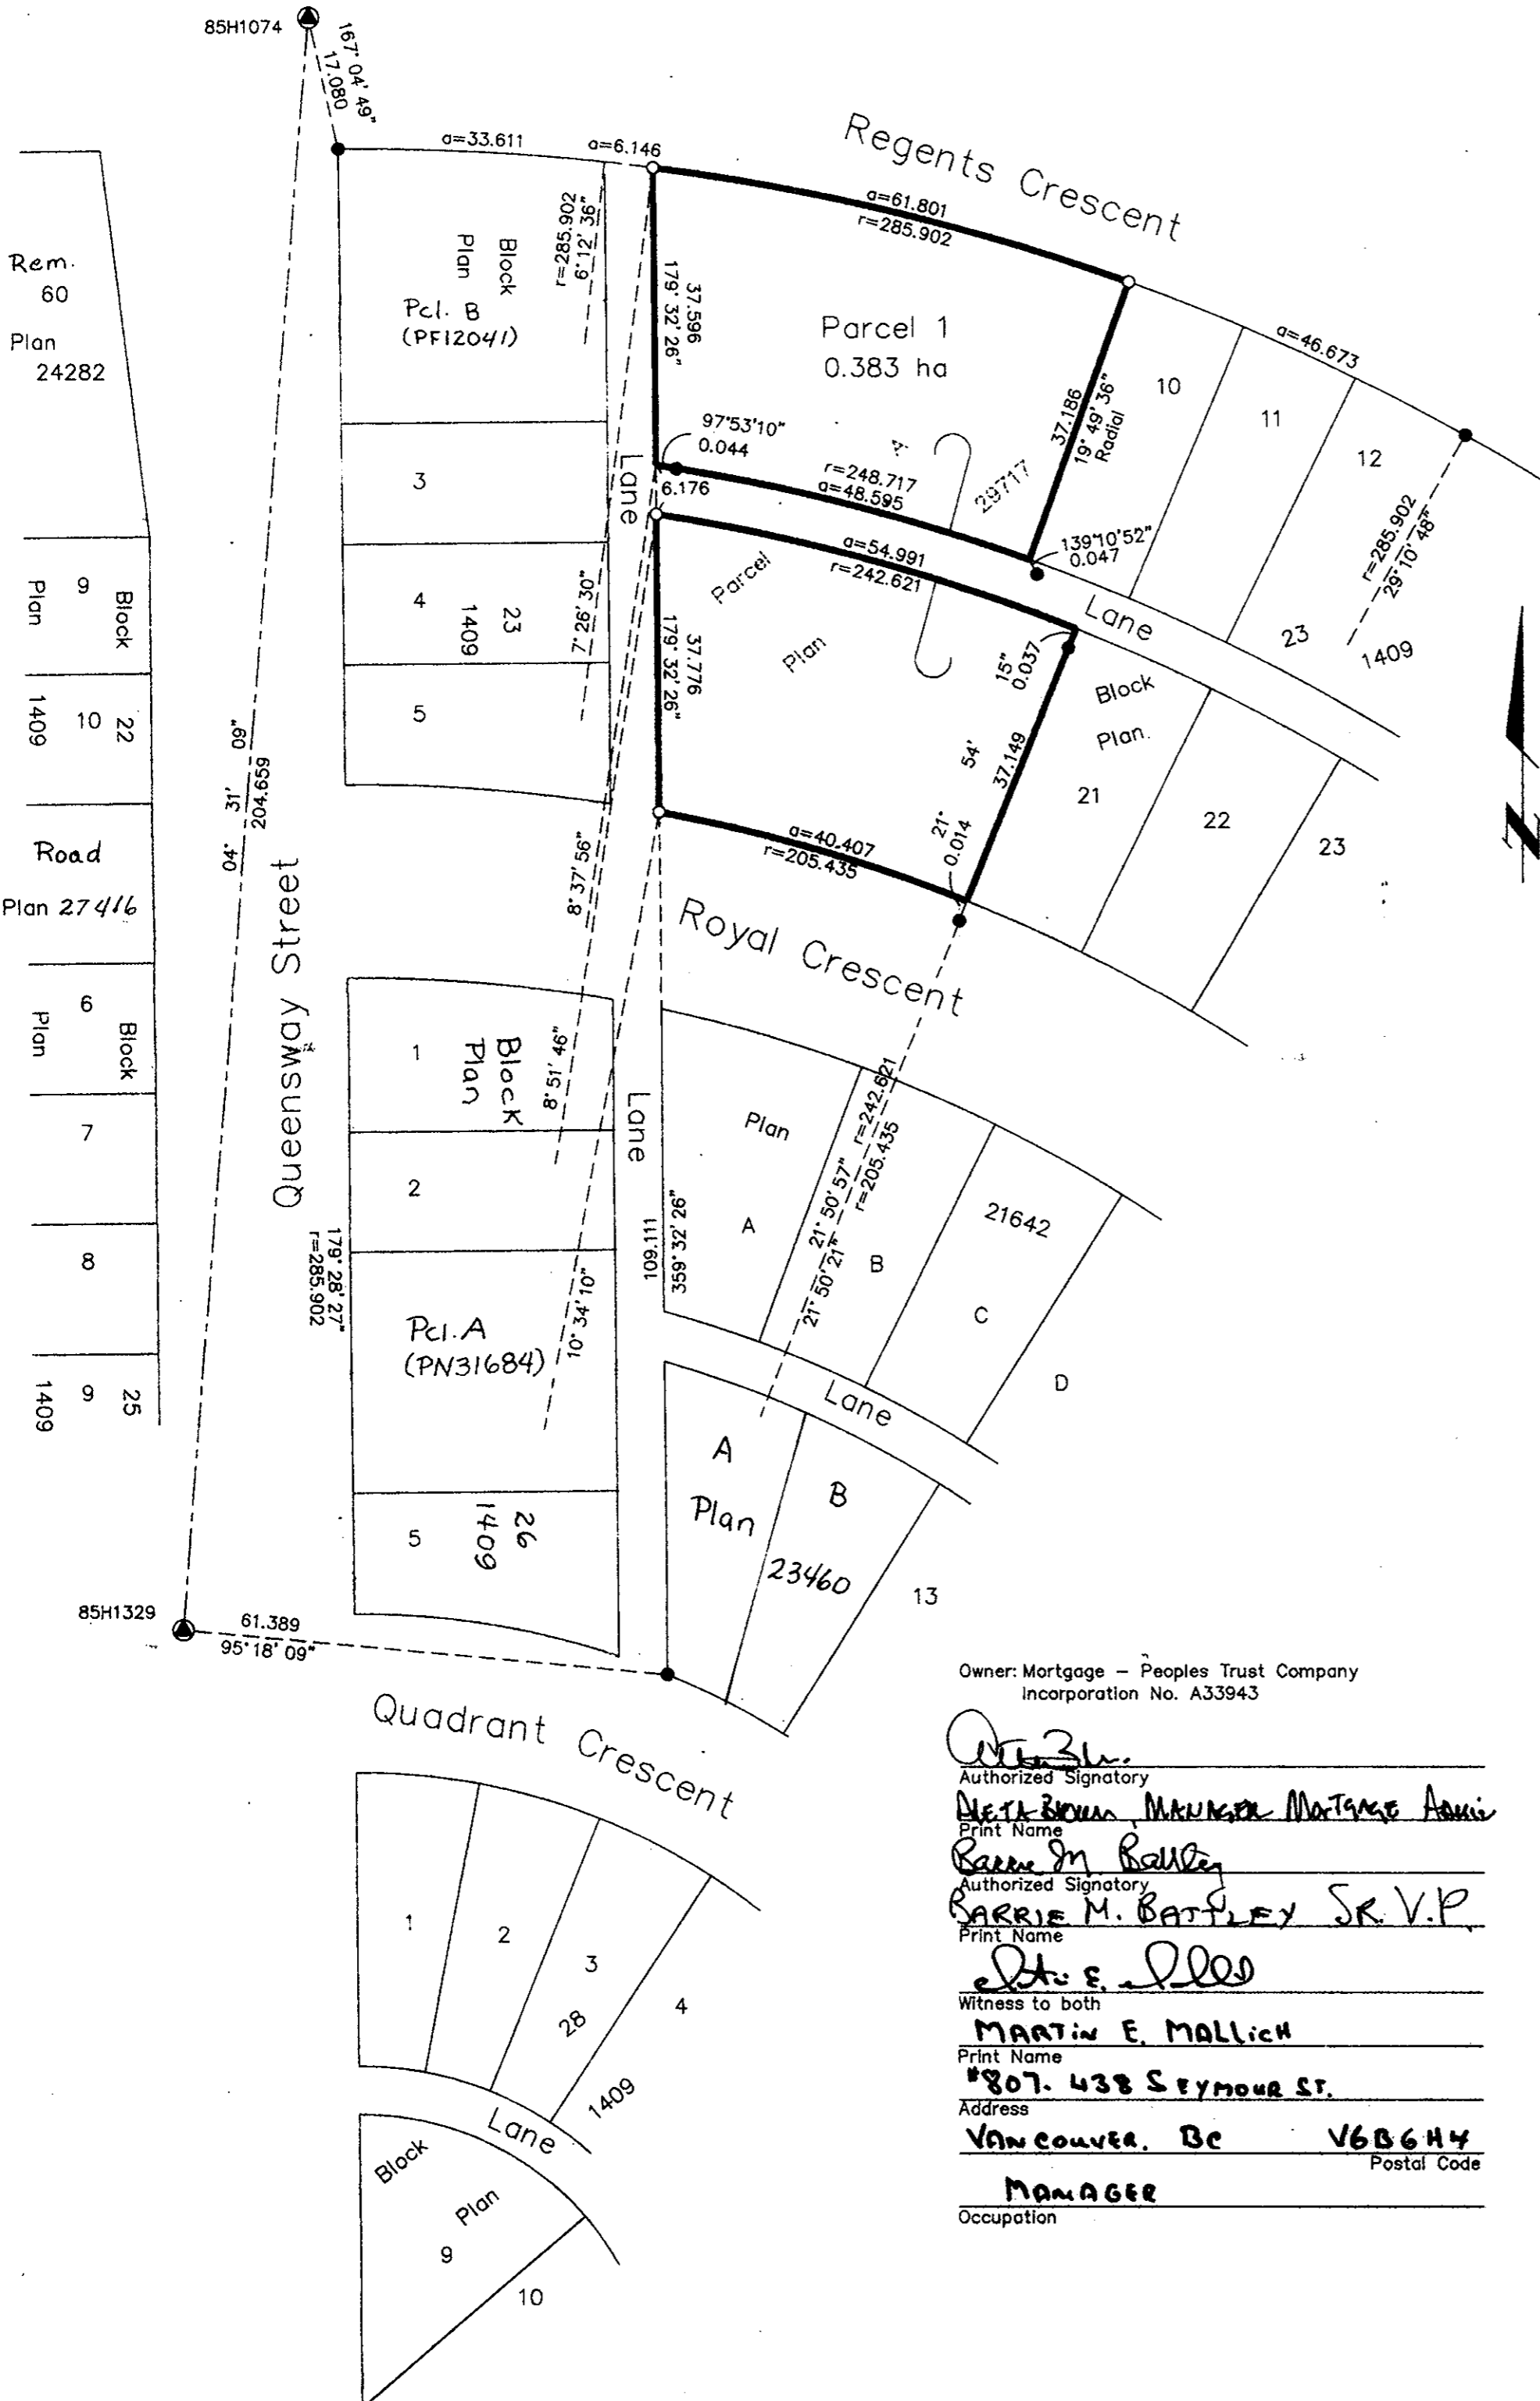 85H1074
167° 04' 49"
17.080
a=33.611
a=6.146
Regents Crescent
a=61.801
r=285.902
Rem.
60
Plan
24282
Block
Plan
Pcl. B
(PF12041)
r=285.902
6° 12' 36"
37.596
179° 32' 26"
Parcel 1
0.383 ha
37.186
19° 49' 36"
Radial
10
11
12
a=46.673
97°53'10"
0.044
3
Lane
6.176
r=248.717
a=48.595
A
29717
139°10'52"
0.047
r=285.902
29° 10' 48"
a=54.991
r=242.621
Lane
23
1409
9
Block
Plan
4
23
1409
7° 26' 30"
Parcel
Plan
37.776
179° 32' 26"
15"
0.037
Block
Plan.
10
22
1409
5
04° 31' 09"
204.659
54'
37.149
21
22
23
Road
Plan 27416
a=40.407
r=205.435
21°
0.014
8° 37' 56"
Queensway Street
Royal Crescent
6
Block
Plan
1
Block
Plan
8° 51' 46"
Lane
Plan
r=242.621
21° 50' 57"
r=205.435
21° 50' 21"
7
2
109.111
359° 32' 26"
A
B
21642
8
179° 28' 27"
r=285.902
Pcl. A
(PN31684)
10° 34' 10"
C
D
9
25
1409
Lane
A
Plan
B
23460
13
5
26
1409
85H1329
61.389
95° 18' 09"
Quadrant Crescent
1
2
3
28
4
1409
Lane
Block
Plan
9
10
N
Owner: Mortgage – Peoples Trust Company
Incorporation No. A33943
Authorized Signatory
MANAGER MORTGAGE
Print Name
Barrie M Battley
Authorized Signatory
BARRIE M. BATTLEY SR. V.P.
Print Name
Witness to both
MARTIN E. MALLICH
Print Name
#807. 438 SEYMOUR ST.
Address
VANCOUVER. BC V6B6H4
Postal Code
MANAGER
Occupation